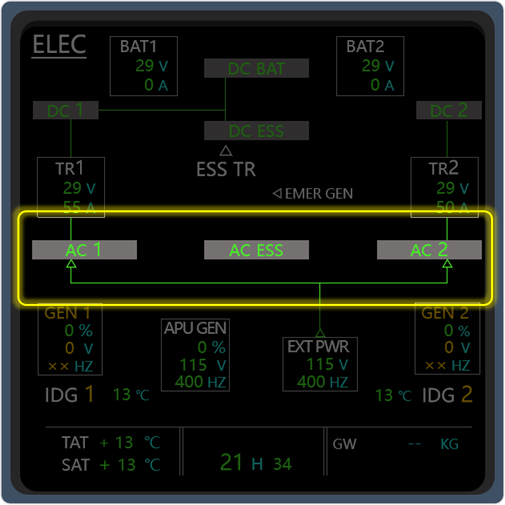 ELEC
BAT1
29 V
0 A
BAT2
29 V
0 A
DC BAT
DC 1
DC 2
DC ESS
TR1
29 V
55 A
ESS TR
TR2
29 V
50 A
EMER GEN
AC 1
AC ESS
AC 2
GEN 1
0 %
0 V
×× HZ
APU GEN
0 %
115 V
400 HZ
EXT PWR
115 V
400 HZ
GEN 2
0 %
0 V
×× HZ
IDG 1
13 °C
13 °C
IDG 2
TAT + 13 °C
SAT + 13 °C
21 H 34
GW -- KG